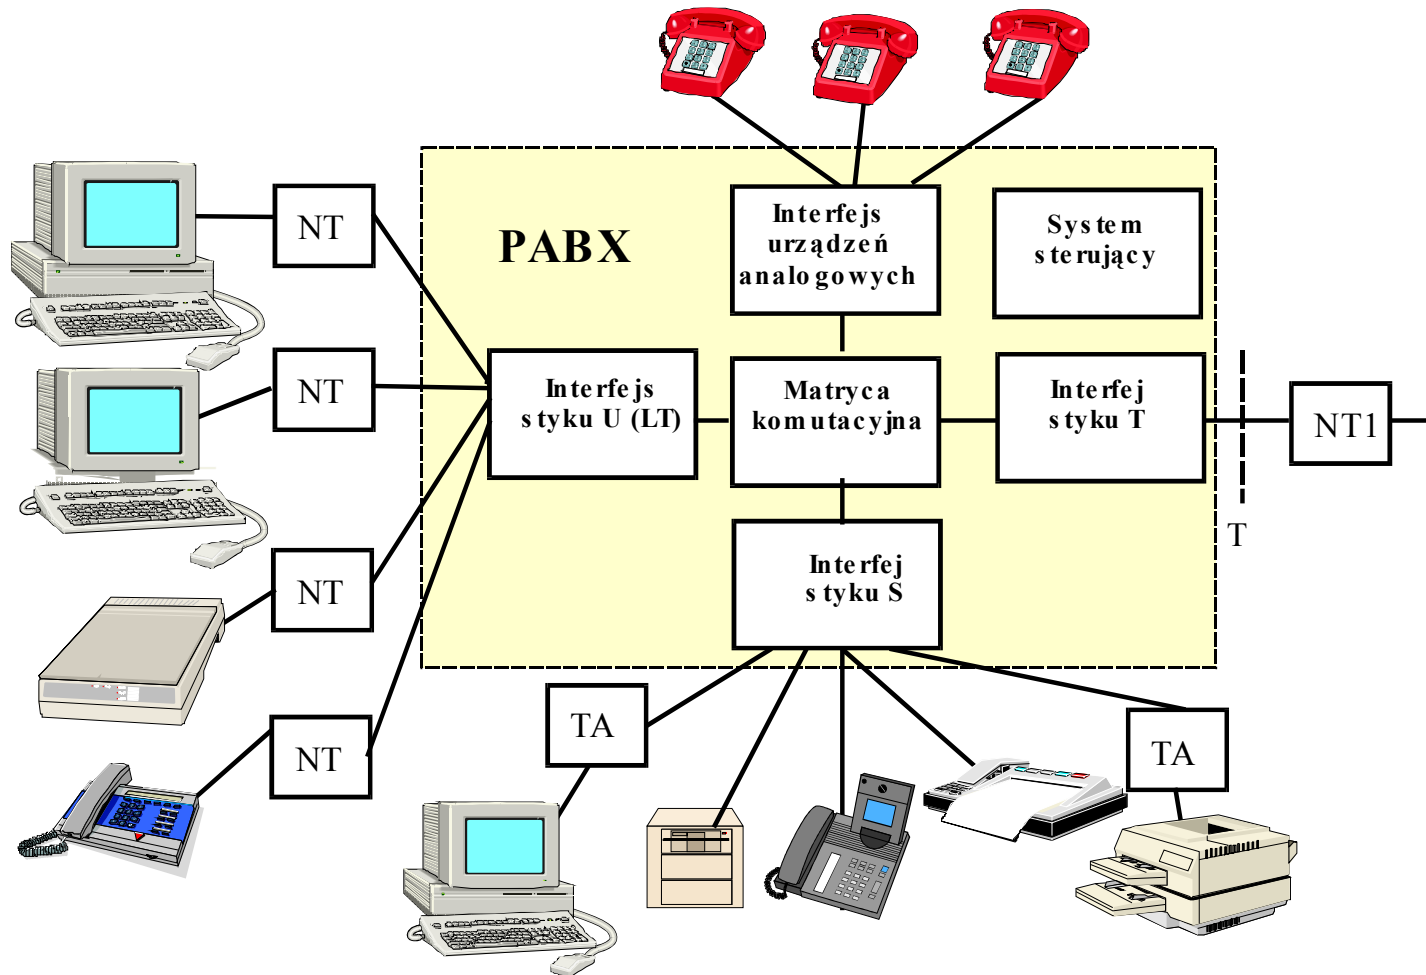 PABX
Interfejs
urządzeń
analogowych
System
sterujący
NT
NT
NT
NT
Interfejs
styku U (LT)
Matryca
komutacyjna
Interfej
styku T
T
NT1
Interfej
styku S
TA
TA